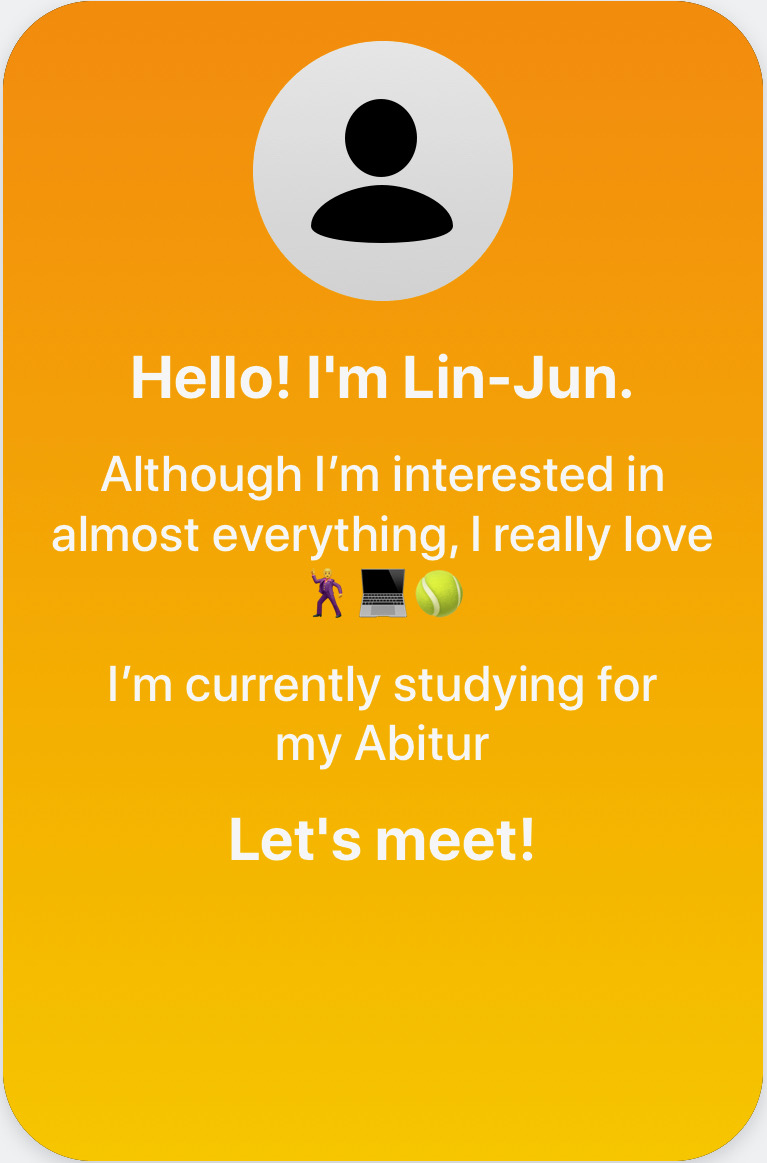 Hello! I'm Lin-Jun.
Although I’m interested in
almost everything, I really love
🕺💻🎾
I’m currently studying for
my Abitur
Let's meet!